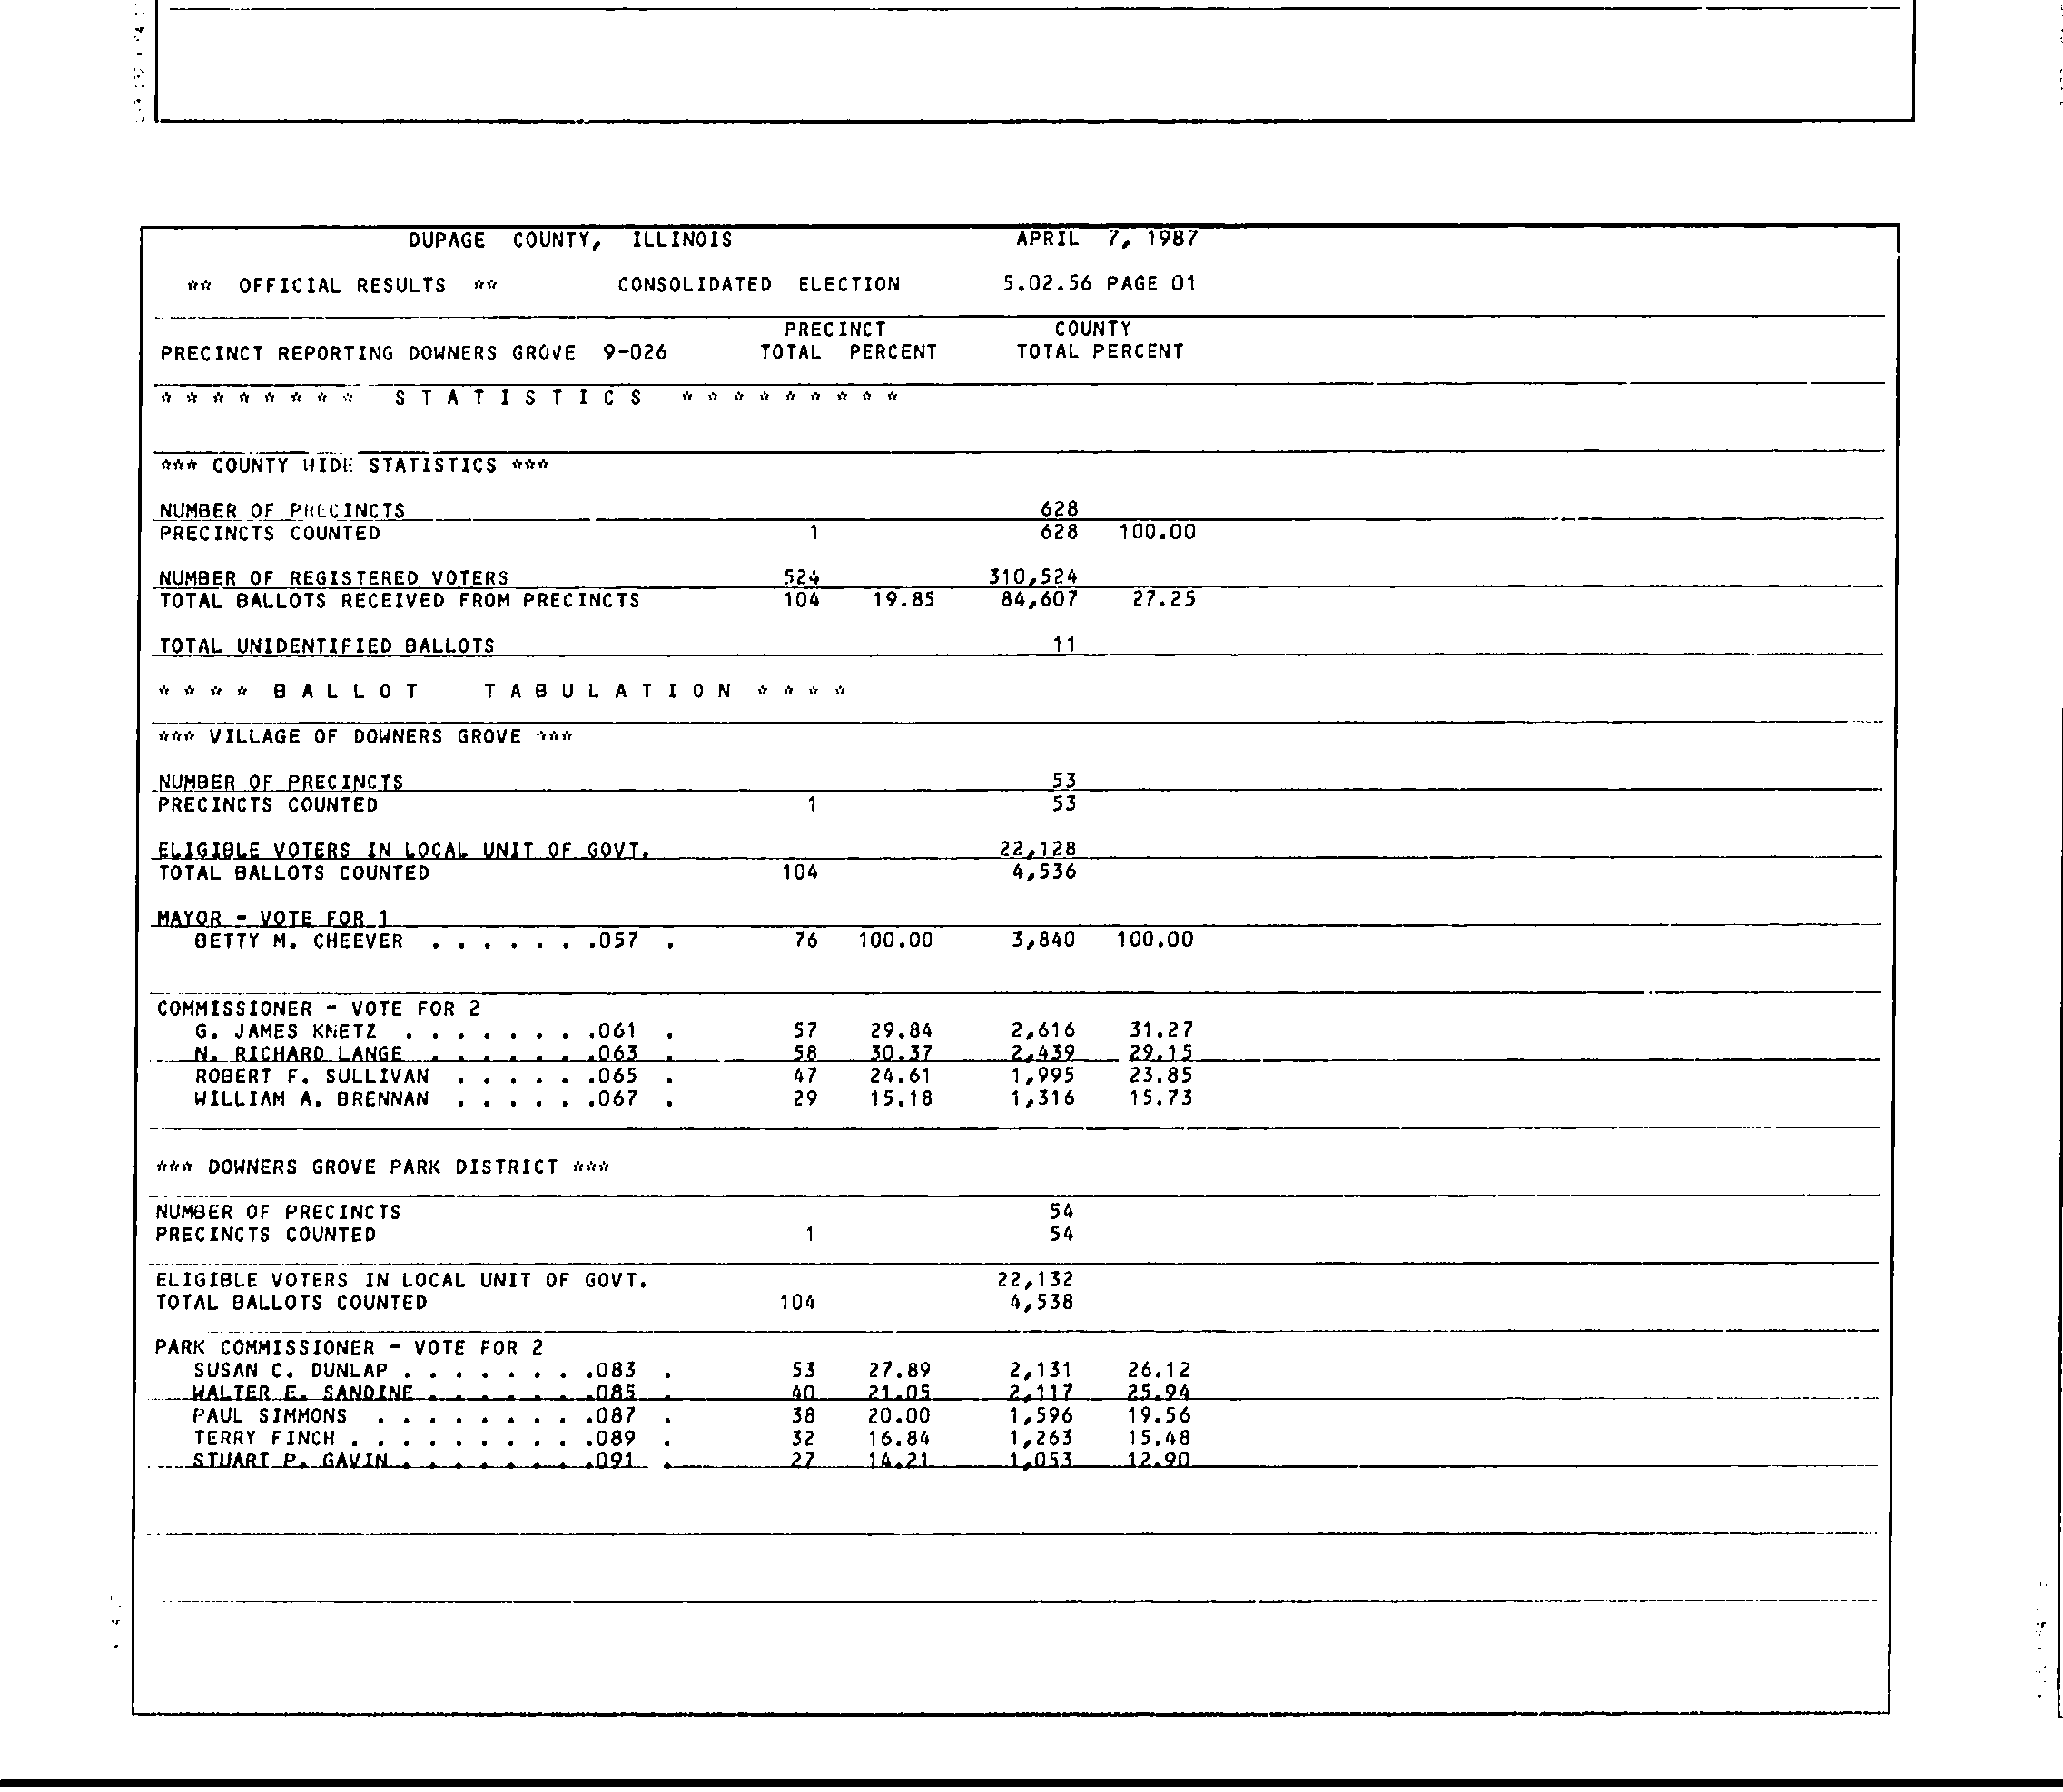 DUPAGE COUNTY, ILLINOIS APRIL 7, 1987
** OFFICIAL RESULTS ** CONSOLIDATED ELECTION 5.02.56 PAGE 01
PRECINCT COUNTY
PRECINCT REPORTING DOWNERS GROVE 9-026 TOTAL PERCENT TOTAL PERCENT
* * * * * * * * S T A T I S T I C S * * * * * * * * *
*** COUNTY WIDE STATISTICS ***
NUMBER OF PRECINCTS 628
PRECINCTS COUNTED 1 628 100.00
NUMBER OF REGISTERED VOTERS 524 310,524
TOTAL BALLOTS RECEIVED FROM PRECINCTS 104 19.85 84,607 27.25
TOTAL UNIDENTIFIED BALLOTS 11
* * * * B A L L O T T A B U L A T I O N * * * *
*** VILLAGE OF DOWNERS GROVE ***
NUMBER OF PRECINCTS 53
PRECINCTS COUNTED 1 53
ELIGIBLE VOTERS IN LOCAL UNIT OF GOVT. 22,128
TOTAL BALLOTS COUNTED 104 4,536
MAYOR - VOTE FOR 1
BETTY M. CHEEVER . . . . . . .057 . 76 100.00 3,840 100.00
COMMISSIONER - VOTE FOR 2
G. JAMES KNETZ . . . . . . . .061 . 57 29.84 2,616 31.27
N. RICHARD LANGE . . . . . . .063 . 58 30.37 2,439 29.15
ROBERT F. SULLIVAN . . . . . .065 . 47 24.61 1,995 23.85
WILLIAM A. BRENNAN . . . . . .067 . 29 15.18 1,316 15.73
*** DOWNERS GROVE PARK DISTRICT ***
NUMBER OF PRECINCTS 54
PRECINCTS COUNTED 1 54
ELIGIBLE VOTERS IN LOCAL UNIT OF GOVT. 22,132
TOTAL BALLOTS COUNTED 104 4,538
PARK COMMISSIONER - VOTE FOR 2
SUSAN C. DUNLAP . . . . . . . .083 . 53 27.89 2,131 26.12
WALTER E. SANDINE . . . . . . .085 . 40 21.05 2,117 25.94
PAUL SIMMONS . . . . . . . . .087 . 38 20.00 1,596 19.56
TERRY FINCH . . . . . . . . . .089 . 32 16.84 1,263 15.48
STUART P. GAVIN . . . . . . . .091 . 27 14.21 1,053 12.90